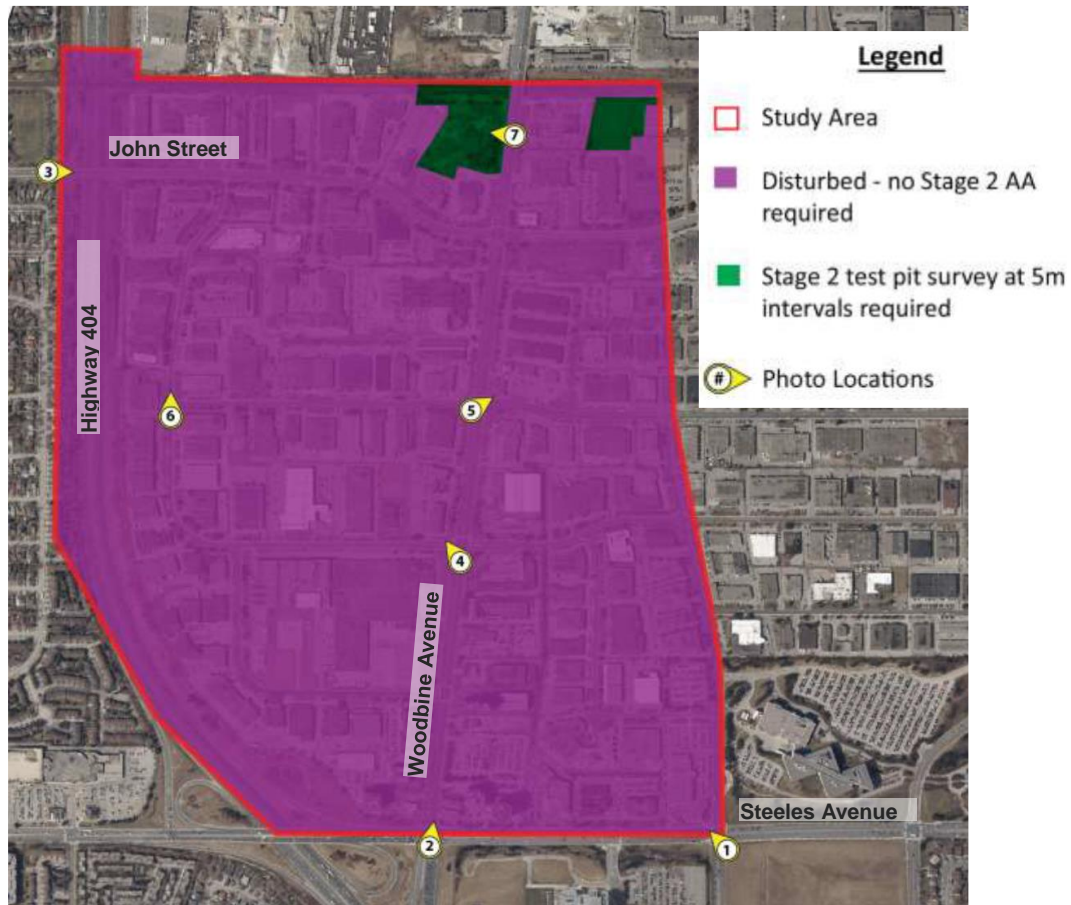 Legend
Study Area
Disturbed - no Stage 2 AA
required
Stage 2 test pit survey at 5m
intervals required
# Photo Locations
7
John Street
3
Highway 404
6
5
4
Woodbine Avenue
Steeles Avenue
2
1